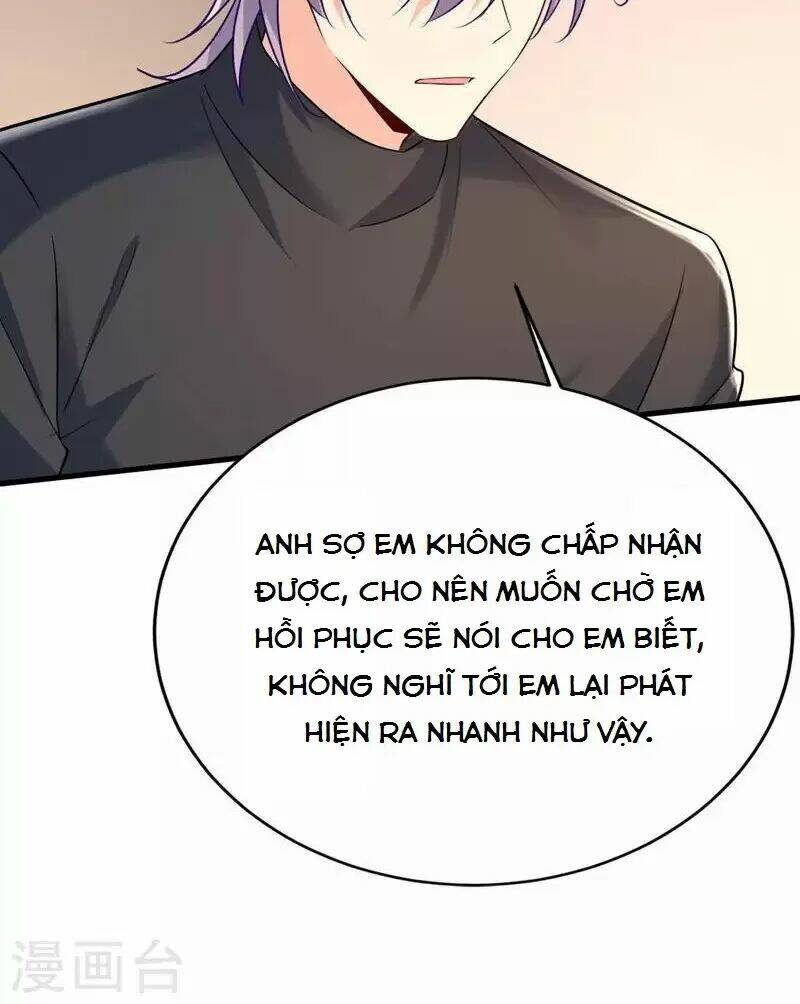 ANH SỢ EM KHÔNG CHẤP NHẬN
ĐƯỢC, CHO NÊN MUỐN CHỜ EM
HỒI PHỤC SẼ NÓI CHO EM BIẾT,
KHÔNG NGHĨ TỚI EM LẠI PHÁT
HIỆN RA NHANH NHƯ VẬY.
漫画台